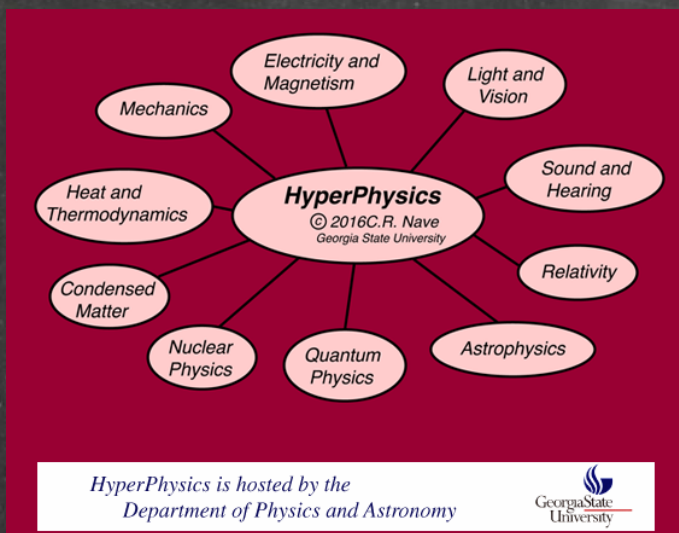 Electricity and
Magnetism
Light and
Vision
Mechanics
Sound and
Hearing
HyperPhysics
© 2016C.R. Nave
Georgia State University
Heat and
Thermodynamics
Relativity
Condensed
Matter
Nuclear
Physics
Quantum
Physics
Astrophysics
HyperPhysics is hosted by the
Department of Physics and Astronomy
GeorgiaState
University